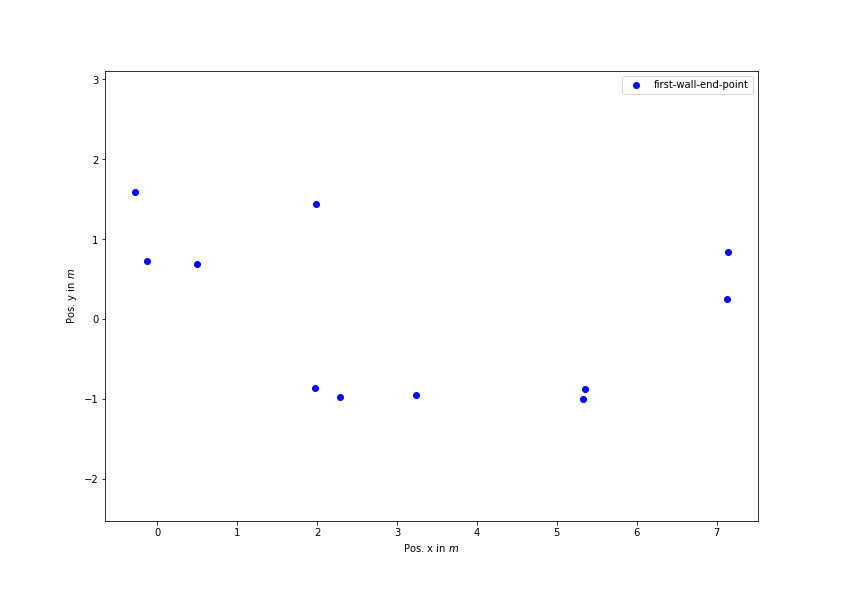 first-wall-end-point
3
2
1
0
−1
−2
Pos. y in m
0 1 2 3 4 5 6 7
Pos. x in m